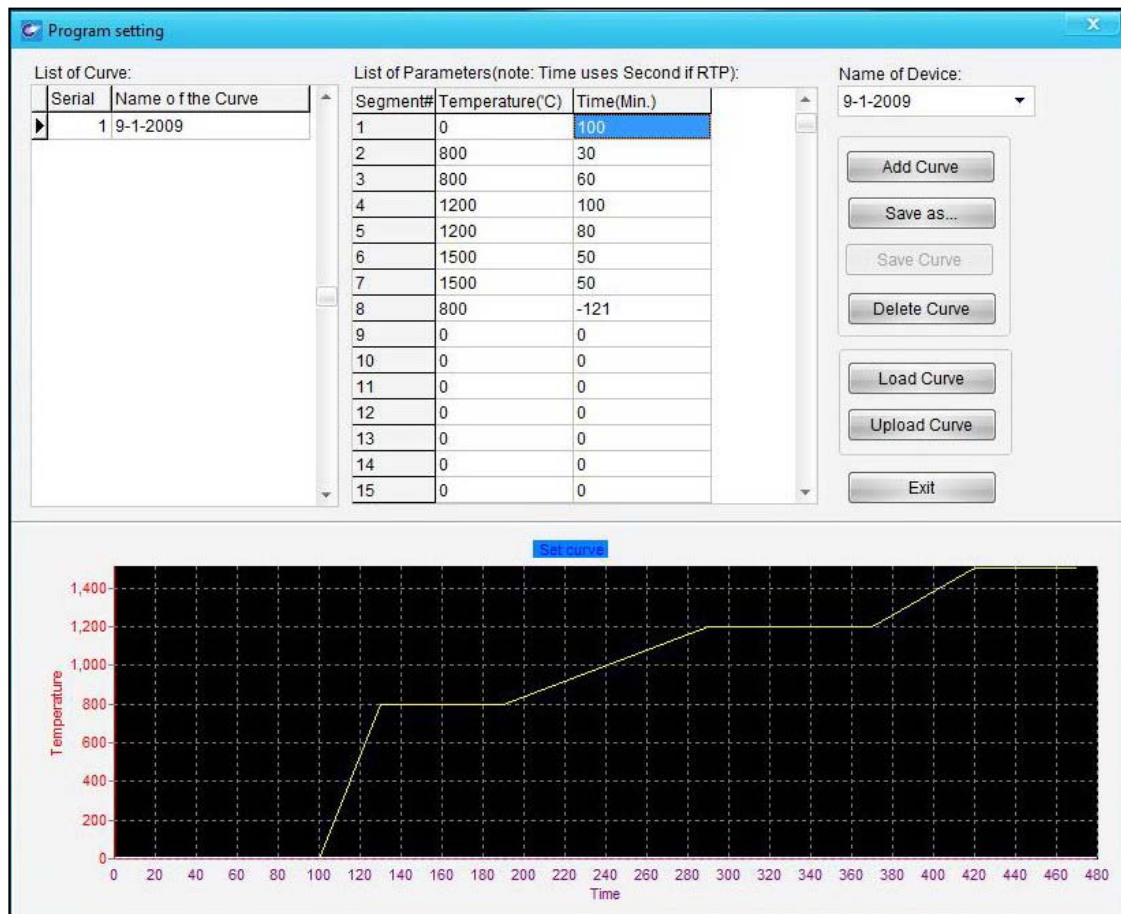 Program setting
X
List of Curve:
Serial Name o f the Curve
1 9-1-2009
List of Parameters(note: Time uses Second if RTP):
Segment# Temperature('C) Time(Min.)
1 0 100
2 800 30
3 800 60
4 1200 100
5 1200 80
6 1500 50
7 1500 50
8 800 -121
9 0 0
10 0 0
11 0 0
12 0 0
13 0 0
14 0 0
15 0 0
Name of Device:
9-1-2009
Add Curve
Save as...
Save Curve
Delete Curve
Load Curve
Upload Curve
Exit
Set curve
Temperature
1,400
1,200
1,000
800
600
400
200
0
0 20 40 60 80 100 120 140 160 180 200 220 240 260 280 300 320 340 360 380 400 420 440 460 480
Time